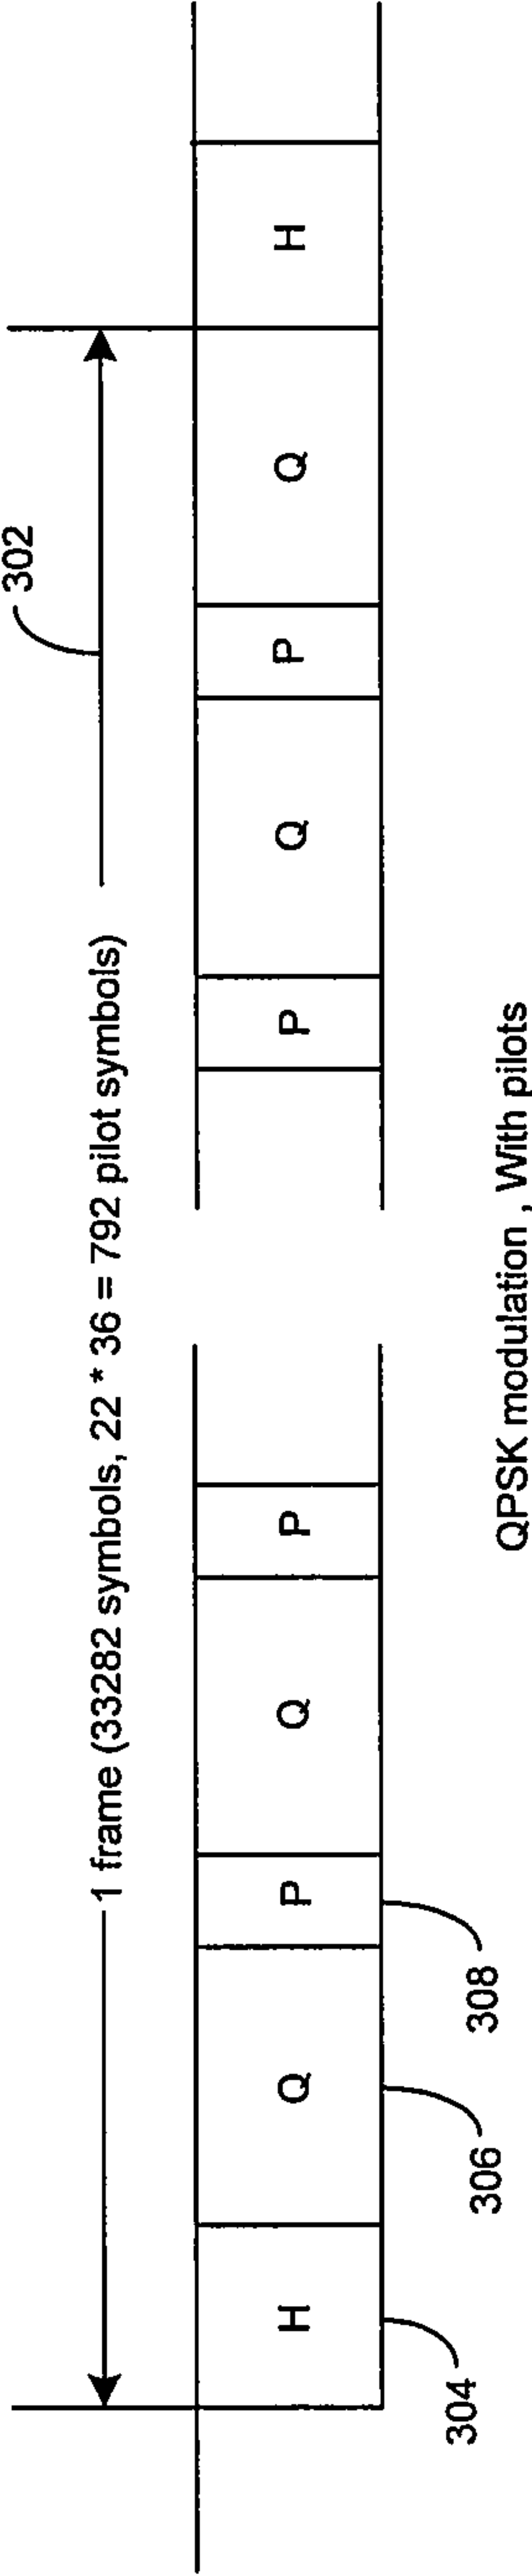 302
1 frame (33282 symbols, 22 * 36 = 792 pilot symbols)
H
Q
P
Q
P
P
Q
P
Q
H
304
306
308
QPSK modulation , With pilots